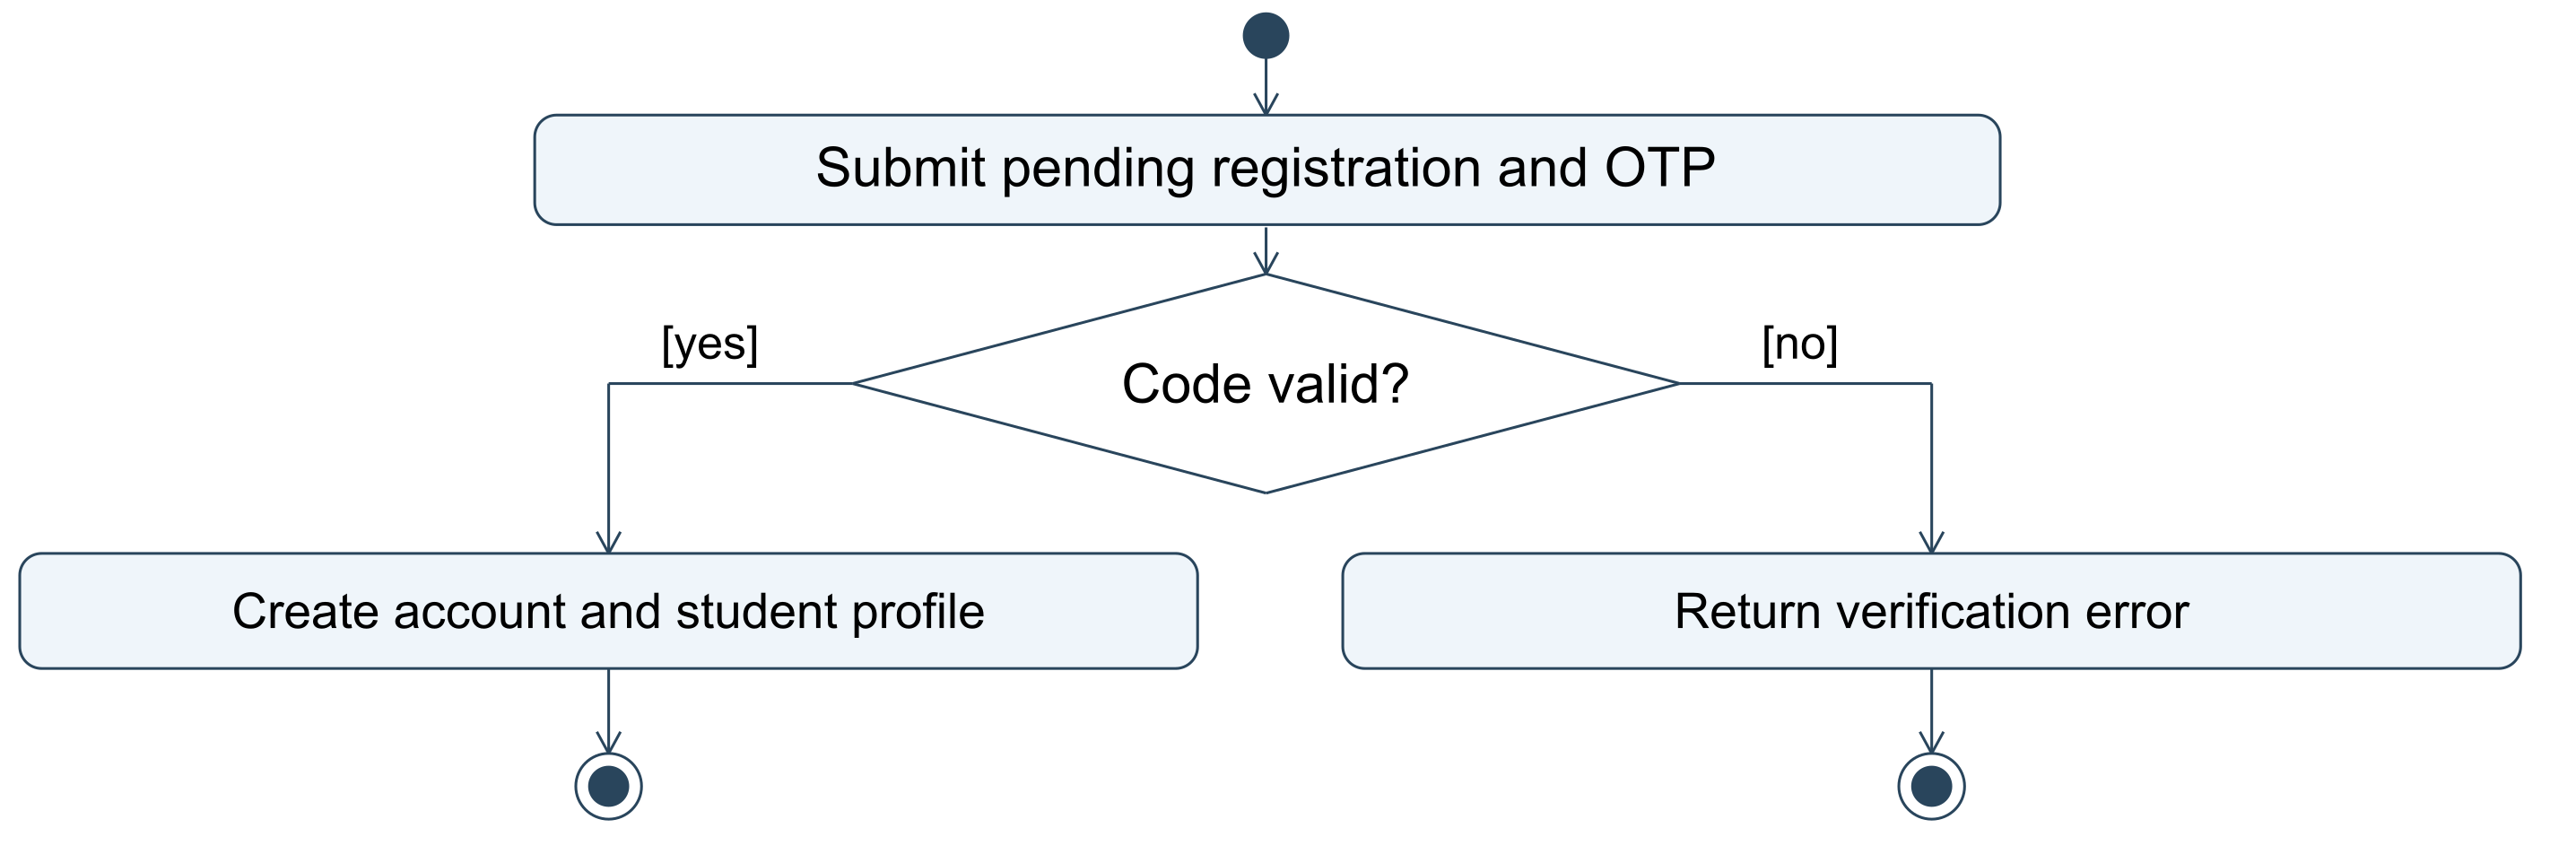 Submit pending registration and OTP
[yes]
[no]
Code valid?
Create account and student profile
Return verification error